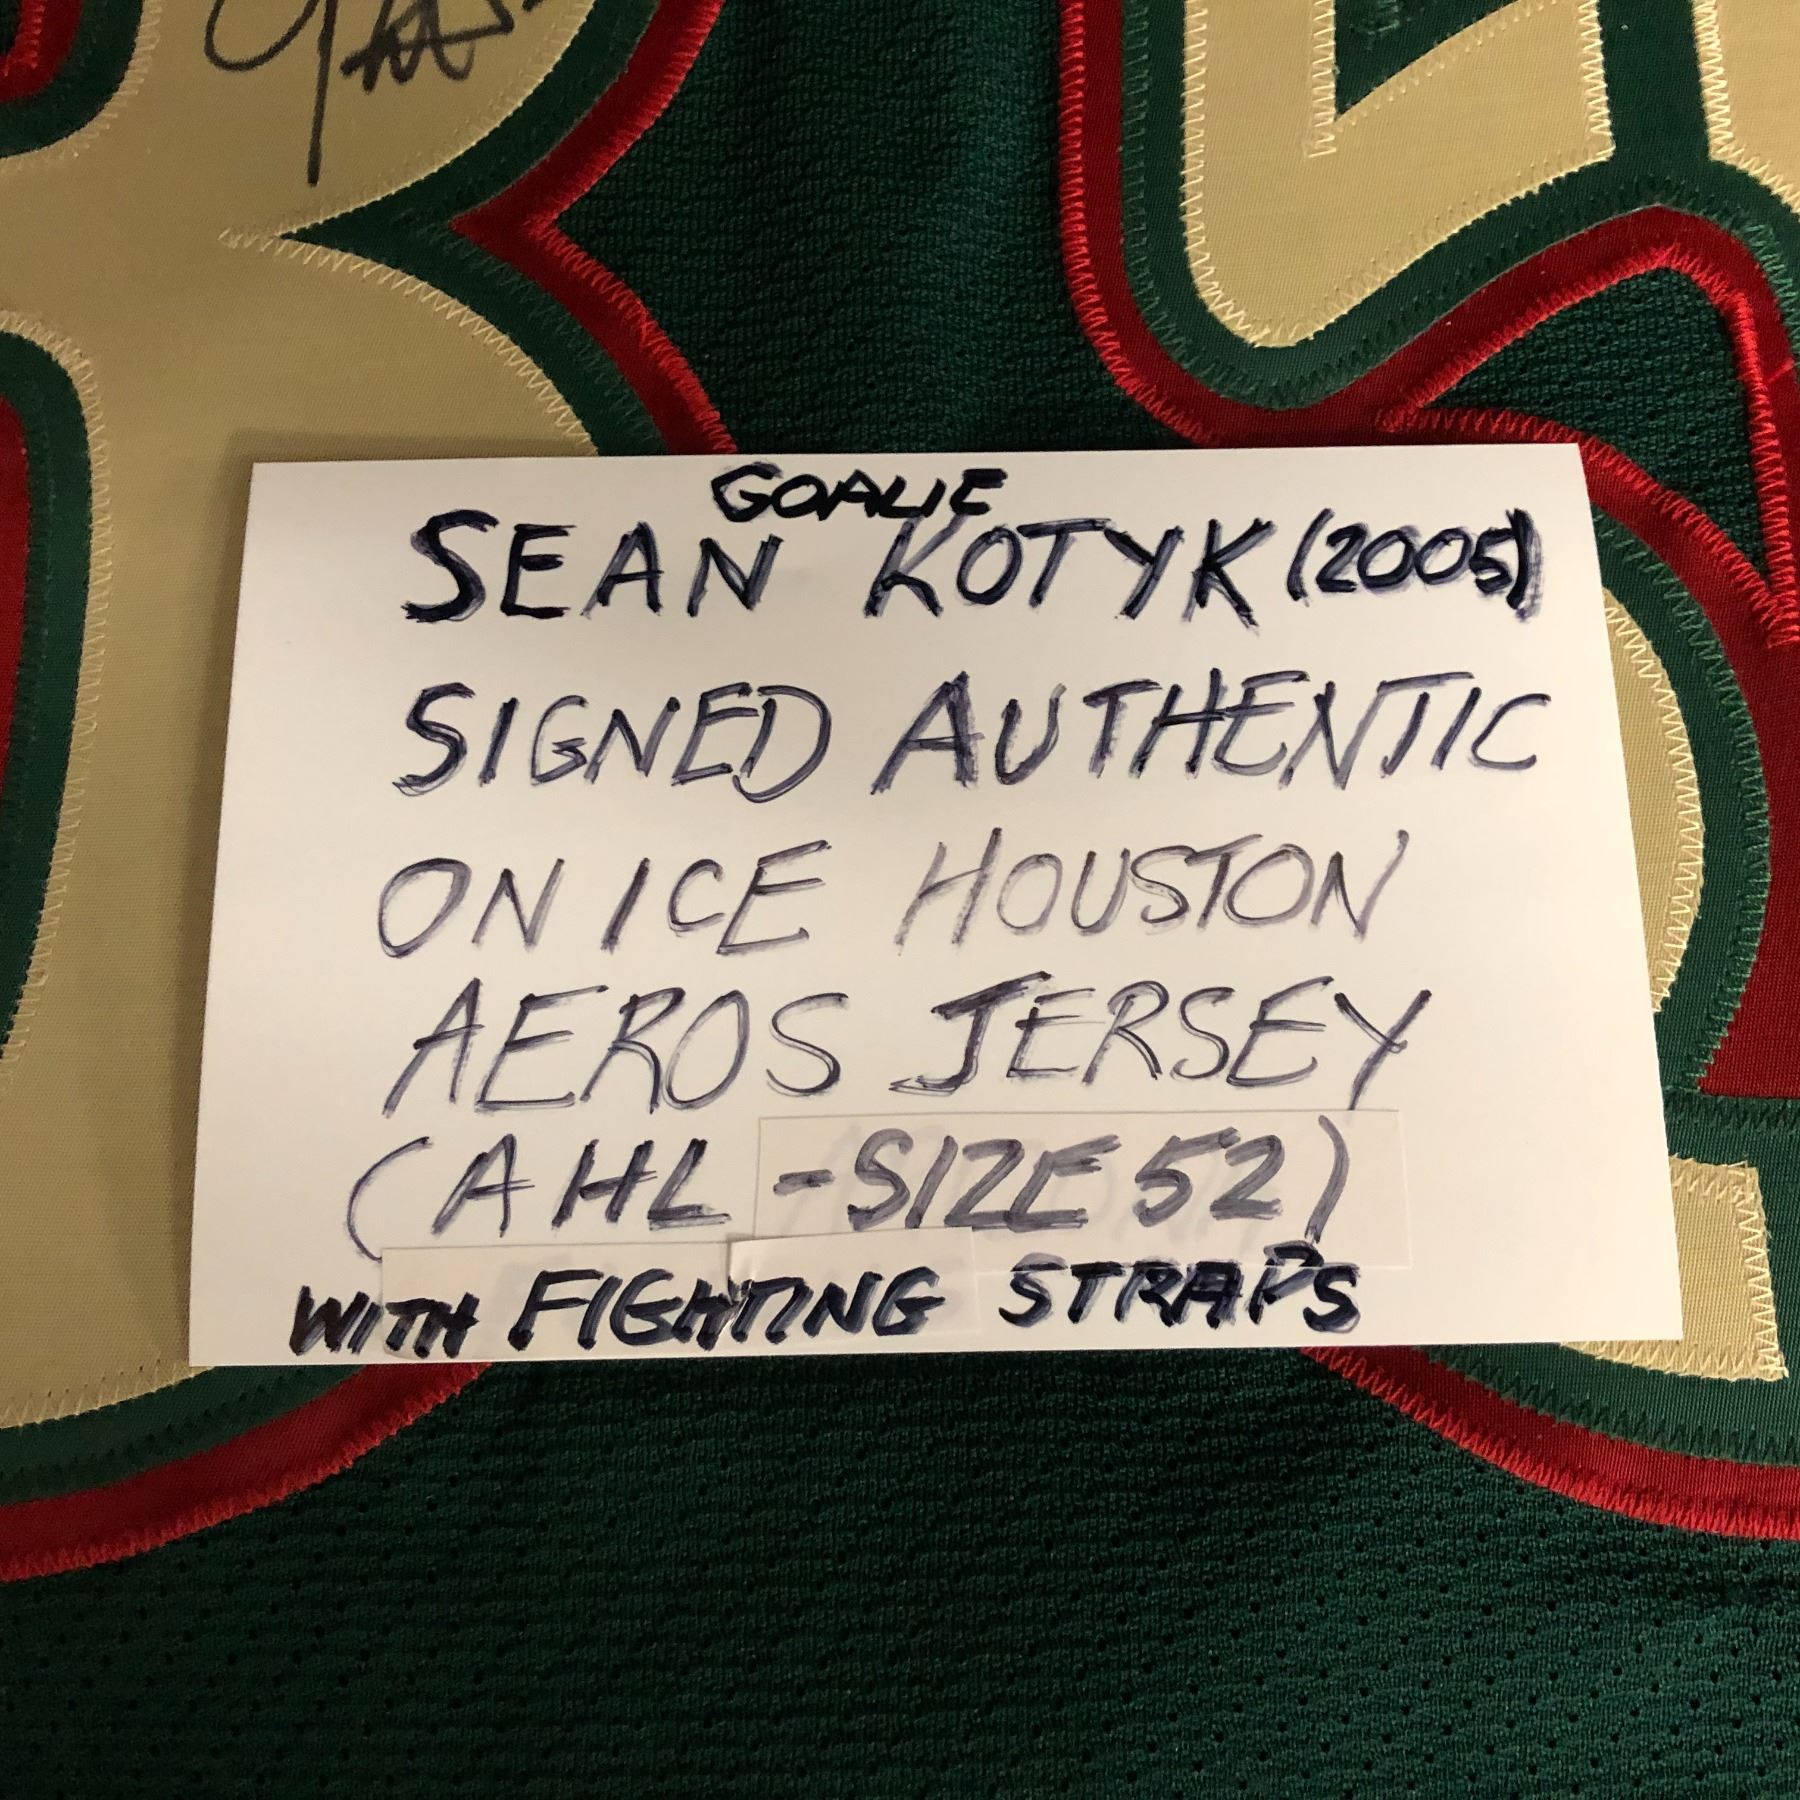 GOALIE
SEAN KOTYK (2005)
SIGNED AUTHENTIC
ON ICE HOUSTON
AEROS JERSEY
(AHL - SIZE 52)
WITH FIGHTING STRAPS